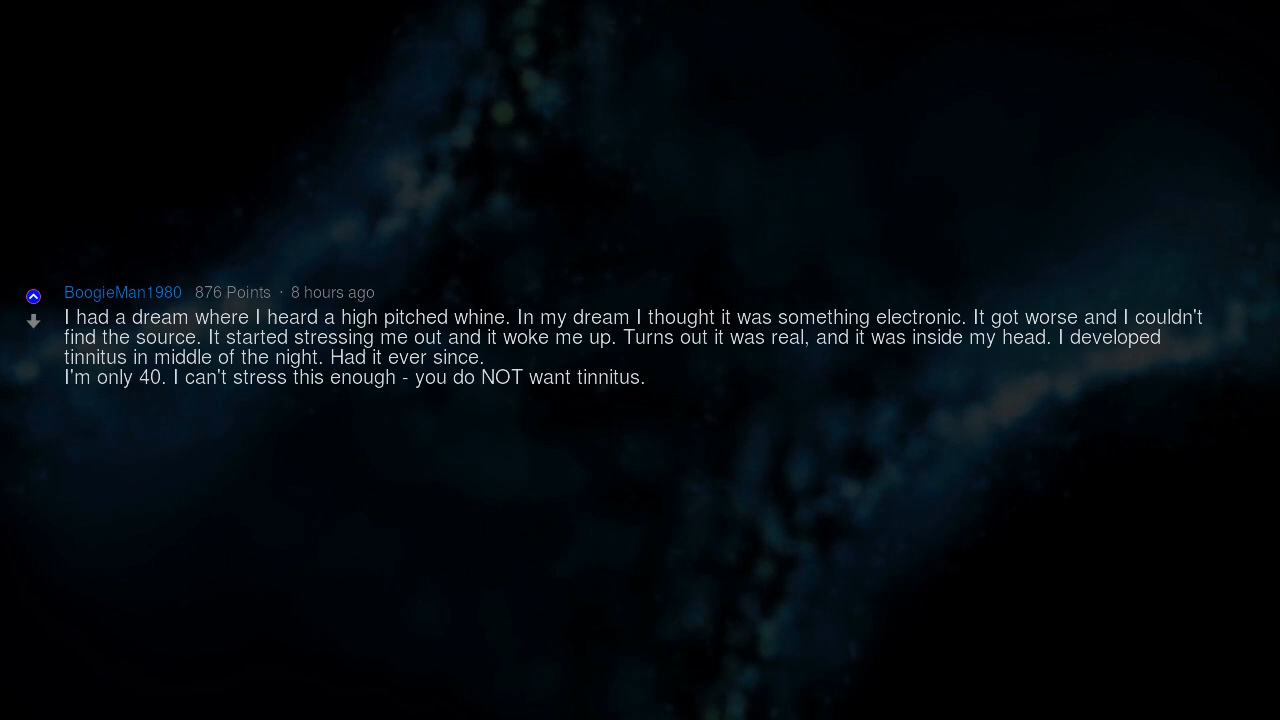 BoogieMan1980 876 Points · 8 hours ago
I had a dream where I heard a high pitched whine. In my dream I thought it was something electronic. It got worse and I couldn't
find the source. It started stressing me out and it woke me up. Turns out it was real, and it was inside my head. I developed
tinnitus in middle of the night. Had it ever since.
I'm only 40. I can't stress this enough - you do NOT want tinnitus.